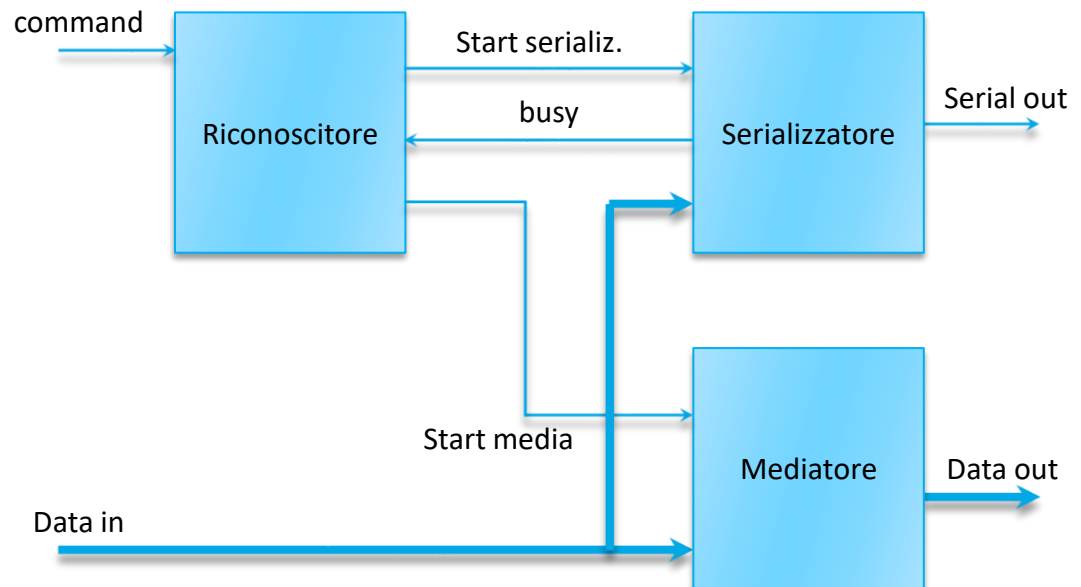 command
Start serializ.
busy
Riconoscitore
Serializzatore
Serial out
Start media
Mediatore
Data out
Data in